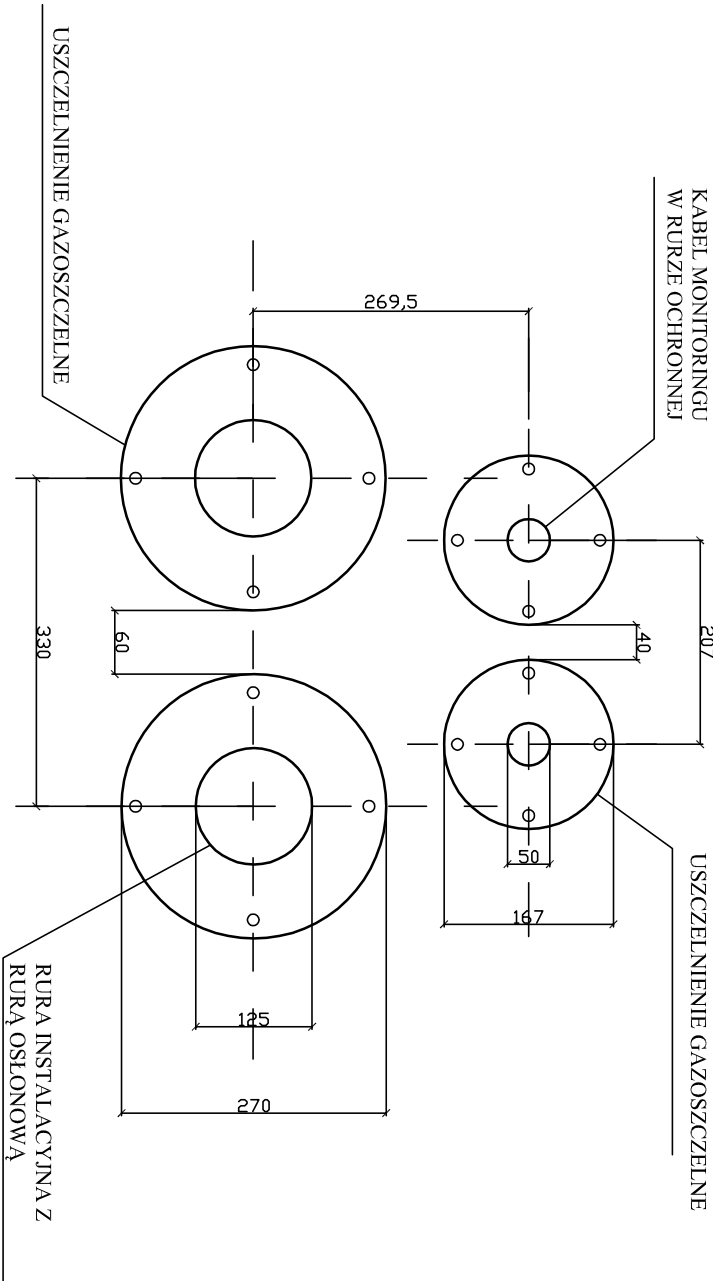 KABEL MONITORINGU
W RURZE OCHRONNEJ
USZCZELNIENIE GAZOSZCZELNE
207
40
50
167
269,5
USZCZELNIENIE GAZOSZCZELNE
330
60
125
270
RURA INSTALACYJNA Z
RURĄ OSŁONOWĄ